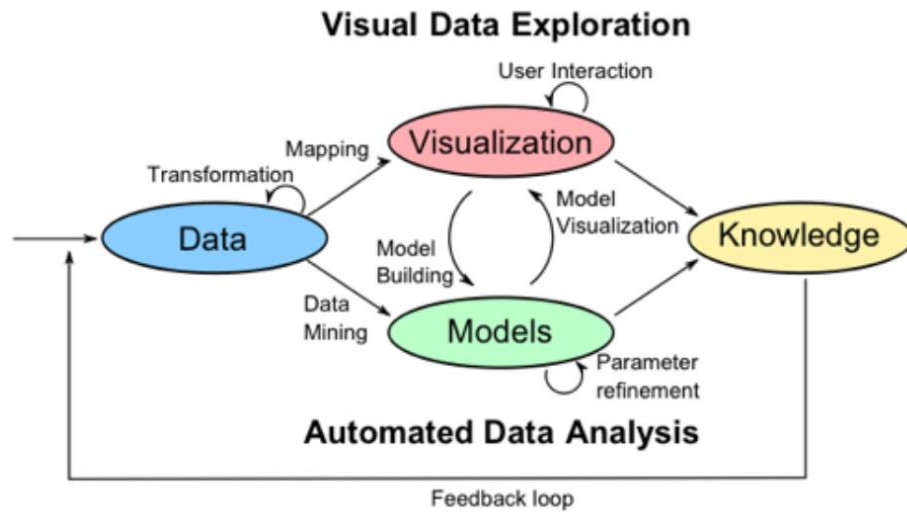 Visual Data Exploration
User Interaction
Visualization
Mapping
Transformation
Data
Model
Visualization
Knowledge
Model
Building
Data
Mining
Models
Parameter
refinement
Automated Data Analysis
Feedback loop